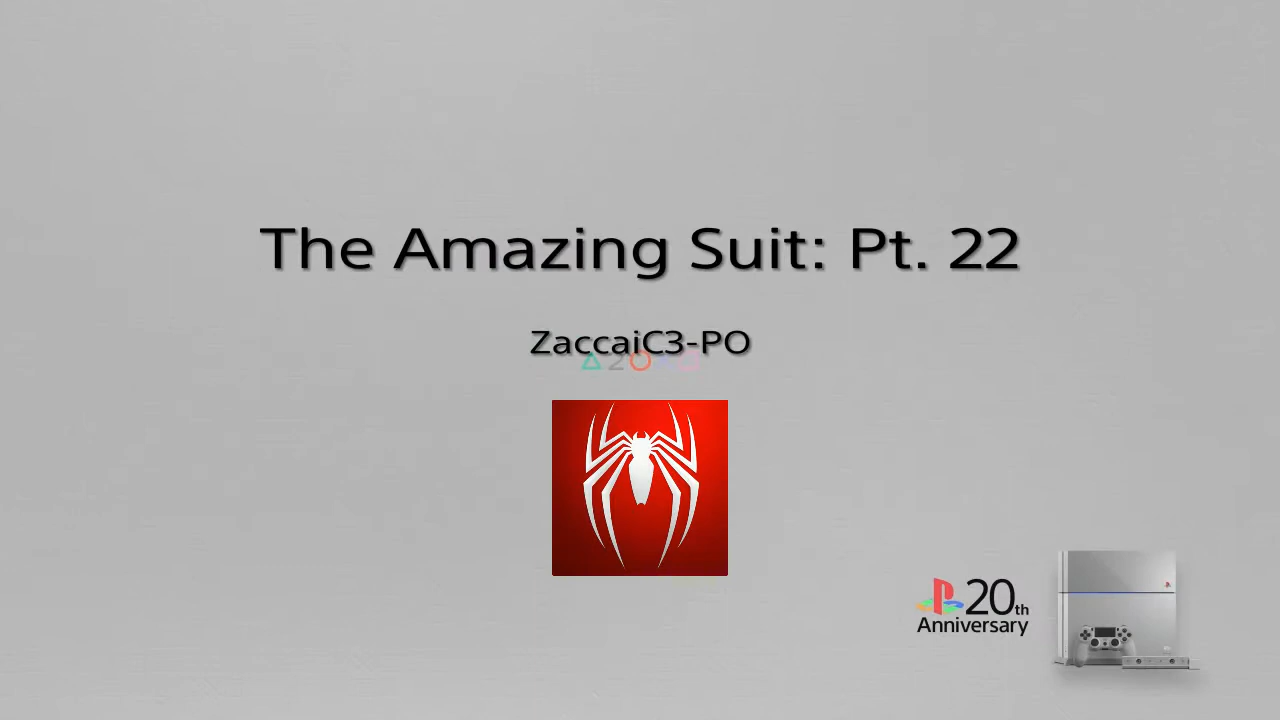 The Amazing Suit: Pt. 22
ZaccaiC3-PO
20th
Anniversary